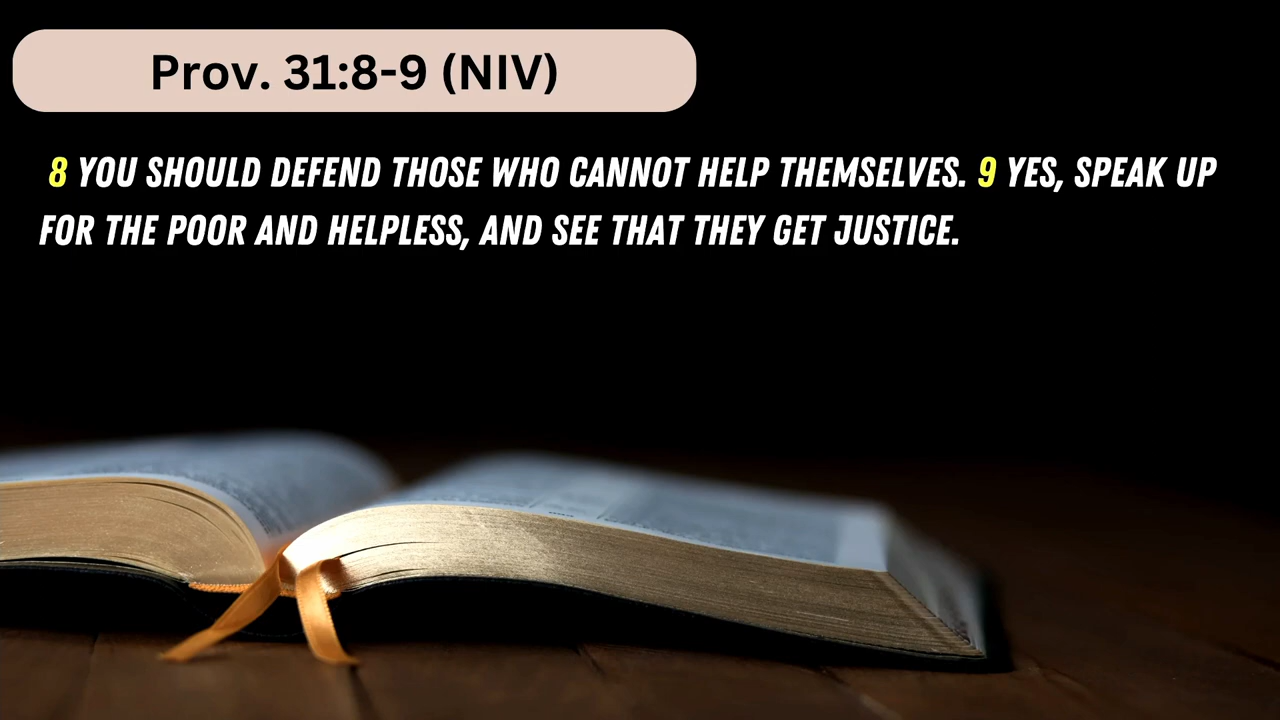 Prov. 31:8-9 (NIV)
8 YOU SHOULD DEFEND THOSE WHO CANNOT HELP THEMSELVES. 9 YES, SPEAK UP
FOR THE POOR AND HELPLESS, AND SEE THAT THEY GET JUSTICE.